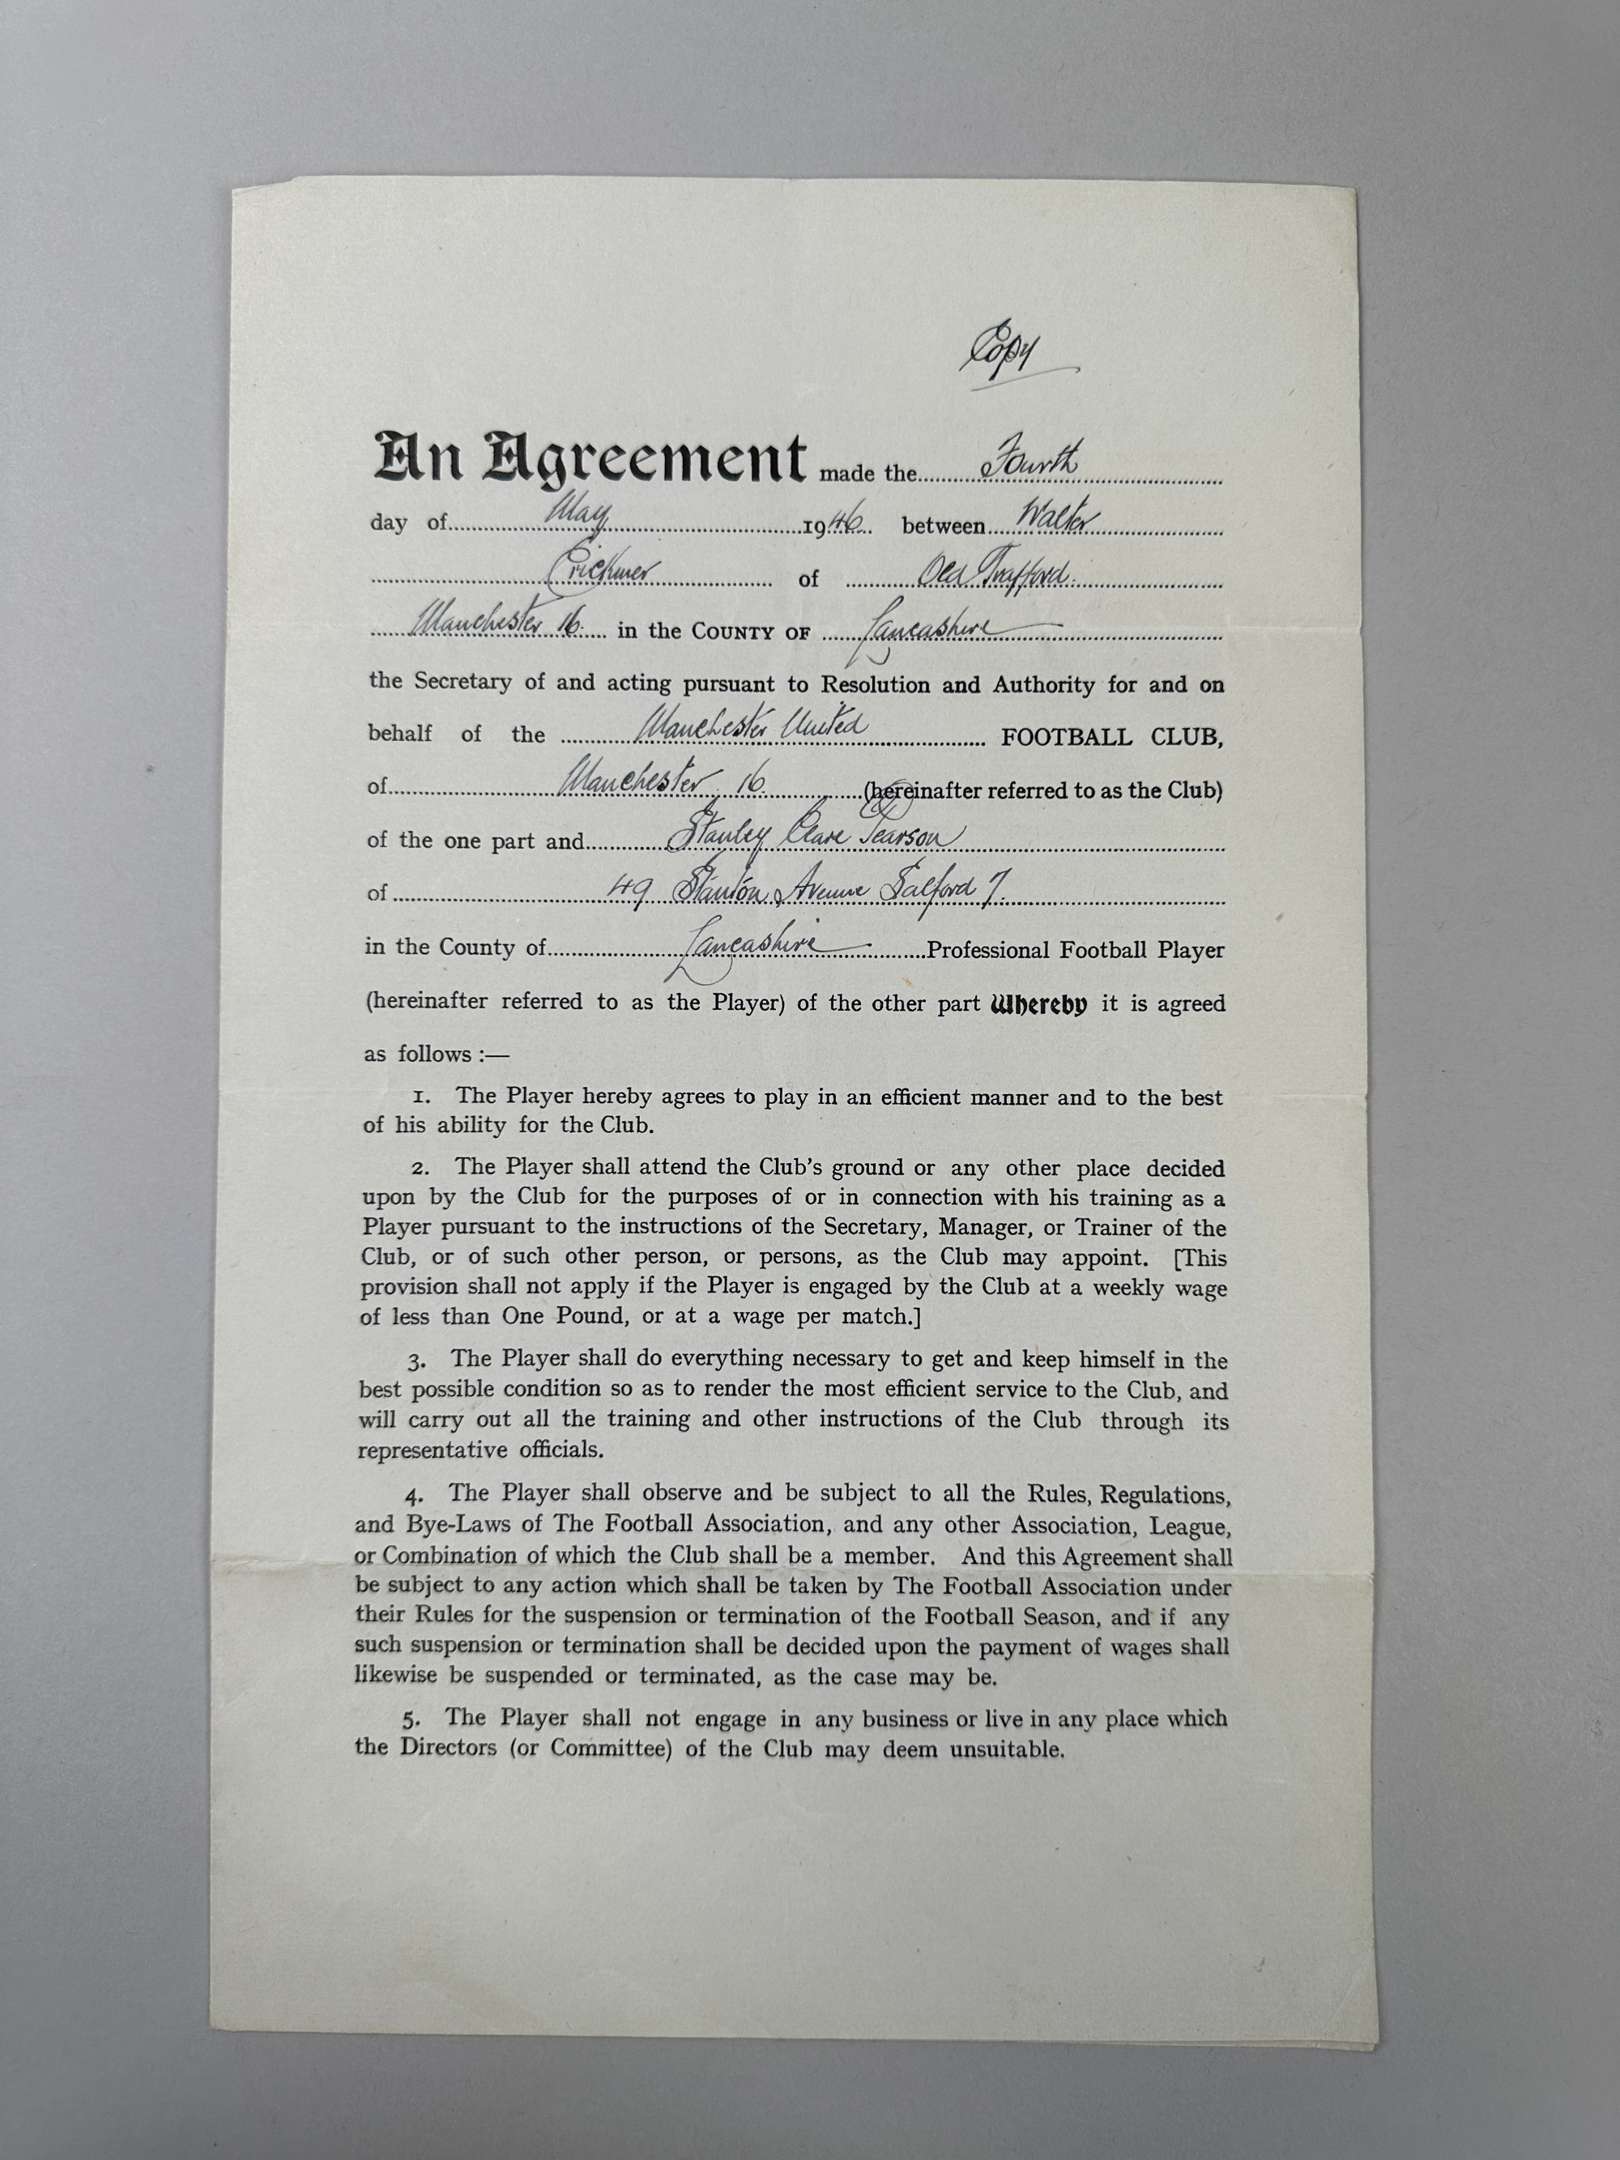 Copy
An Agreement made the Fourth
day of May 1946 between Walter
Crickmer of Old Trafford.
Manchester 16. in the COUNTY OF Lancashire
the Secretary of and acting pursuant to Resolution and Authority for and on
behalf of the Manchester United FOOTBALL CLUB,
of Manchester 16. (hereinafter referred to as the Club)
of the one part and Stanley Clare Pearson
of 49 Stanton Avenue Salford 7.
in the County of Lancashire Professional Football Player
(hereinafter referred to as the Player) of the other part Whereby it is agreed
as follows :—
1. The Player hereby agrees to play in an efficient manner and to the best
of his ability for the Club.
2. The Player shall attend the Club's ground or any other place decided
upon by the Club for the purposes of or in connection with his training as a
Player pursuant to the instructions of the Secretary, Manager, or Trainer of the
Club, or of such other person, or persons, as the Club may appoint. [This
provision shall not apply if the Player is engaged by the Club at a weekly wage
of less than One Pound, or at a wage per match.]
3. The Player shall do everything necessary to get and keep himself in the
best possible condition so as to render the most efficient service to the Club, and
will carry out all the training and other instructions of the Club through its
representative officials.
4. The Player shall observe and be subject to all the Rules, Regulations,
and Bye-Laws of The Football Association, and any other Association, League,
or Combination of which the Club shall be a member. And this Agreement shall
be subject to any action which shall be taken by The Football Association under
their Rules for the suspension or termination of the Football Season, and if any
such suspension or termination shall be decided upon the payment of wages shall
likewise be suspended or terminated, as the case may be.
5. The Player shall not engage in any business or live in any place which
the Directors (or Committee) of the Club may deem unsuitable.